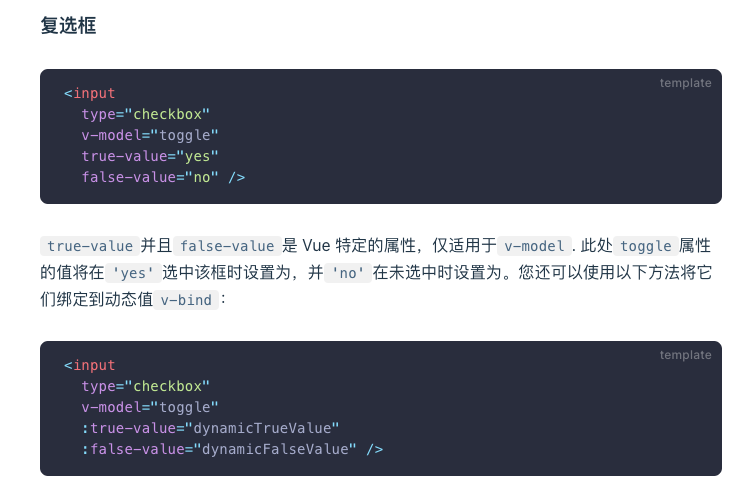 复选框
template
<input
type="checkbox"
v-model="toggle"
true-value="yes"
false-value="no" />
true-value 并且 false-value 是 Vue 特定的属性，仅适用于 v-model . 此处 toggle 属性
的值将在 'yes' 选中该框时设置为，并 'no' 在未选中时设置为。您还可以使用以下方法将它
们绑定到动态值 v-bind ：
template
<input
type="checkbox"
v-model="toggle"
:true-value="dynamicTrueValue"
:false-value="dynamicFalseValue" />